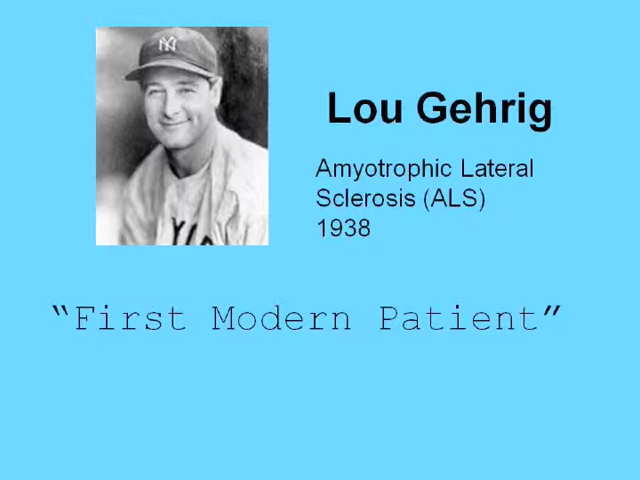 Lou Gehrig
Amyotrophic Lateral
Sclerosis (ALS)
1938
“First Modern Patient”